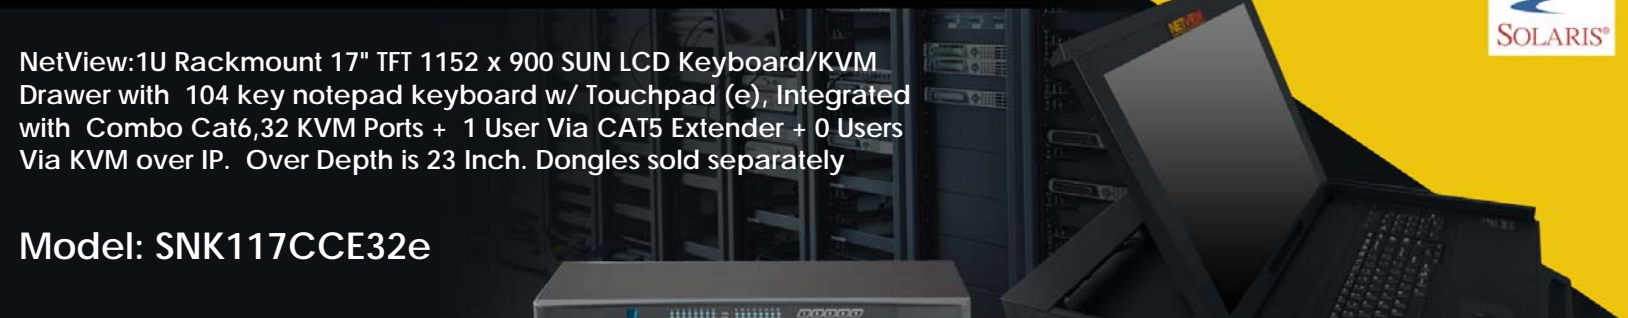 NetView:1U Rackmount 17" TFT 1152 x 900 SUN LCD Keyboard/KVM
Drawer with  104 key notepad keyboard w/ Touchpad (e), Integrated
with  Combo Cat6,32 KVM Ports +  1 User Via CAT5 Extender + 0 Users
Via KVM over IP.  Over Depth is 23 Inch. Dongles sold separately
Model: SNK117CCE32e
NETVIEW
SOLARIS®